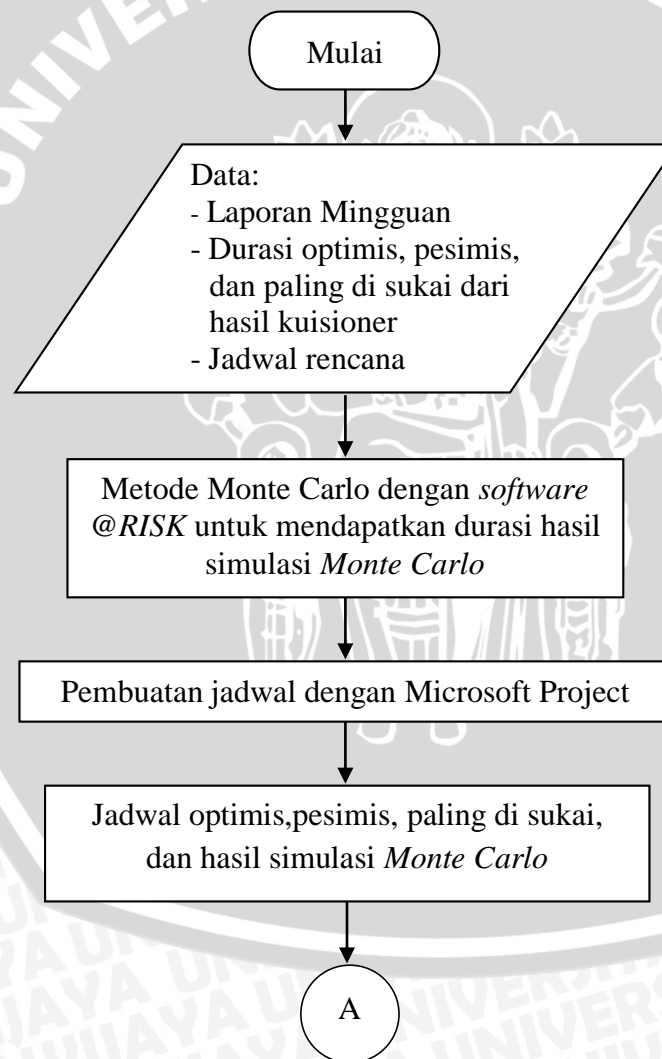 Mulai
Data:
- Laporan Mingguan
- Durasi optimis, pesimis,
dan paling di sukai dari
hasil kuisioner
- Jadwal rencana
Metode Monte Carlo dengan software
@RISK untuk mendapatkan durasi hasil
simulasi Monte Carlo
Pembuatan jadwal dengan Microsoft Project
Jadwal optimis,pesimis, paling di sukai,
dan hasil simulasi Monte Carlo
A